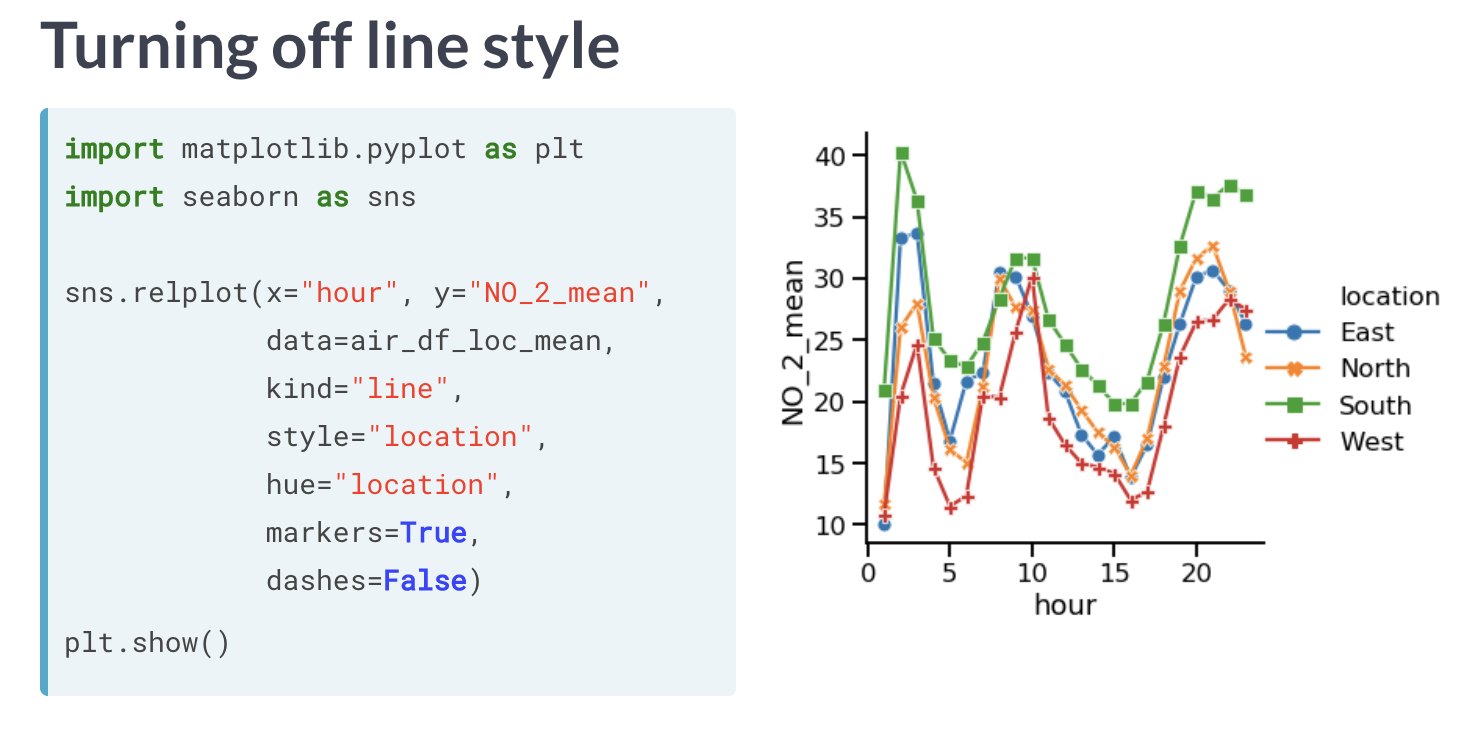 Turning off line style
import matplotlib.pyplot as plt
import seaborn as sns
sns.relplot(x="hour", y="NO_2_mean",
            data=air_df_loc_mean,
            kind="line",
            style="location",
            hue="location",
            markers=True,
            dashes=False)
plt.show()
40
35
30
25
20
15
10
NO_2_mean
0 5 10 15 20
hour
location
East
North
South
West